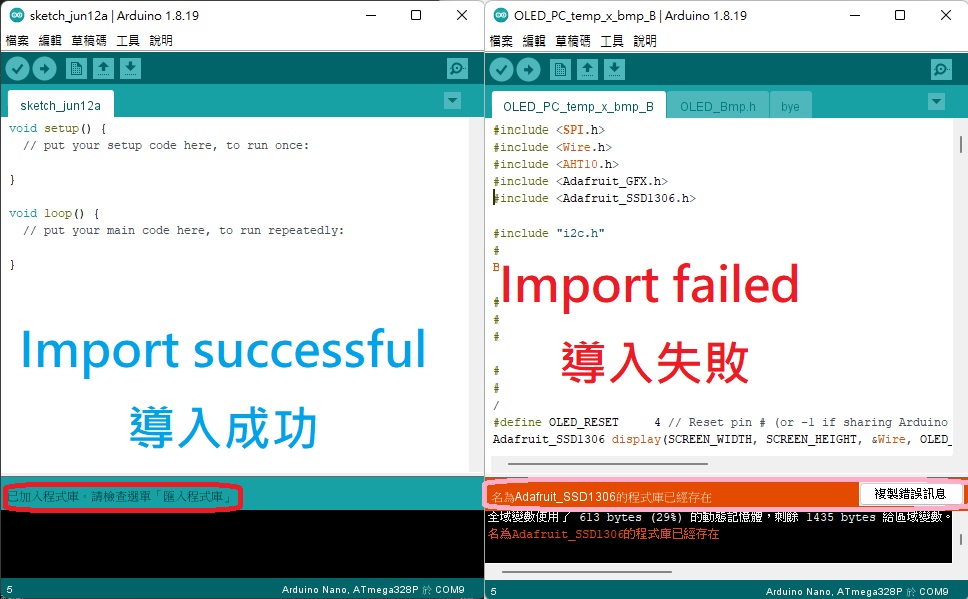 sketch_jun12a | Arduino 1.8.19
檔案 編輯 草稿碼 工具 說明
sketch_jun12a
void setup() {
// put your setup code here, to run once:
}
void loop() {
// put your main code here, to run repeatedly:
}
Import successful
導入成功
已加入程式庫。請檢查選單「匯入程式庫」
5
Arduino Nano, ATmega328P 於 COM9
OLED_PC_temp_x_bmp_B | Arduino 1.8.19
檔案 編輯 草稿碼 工具 說明
OLED_PC_temp_x_bmp_B OLED_Bmp.h bye
#include <SPI.h>
#include <Wire.h>
#include <AHT10.h>
#include <Adafruit_GFX.h>
#include <Adafruit_SSD1306.h>
#include "i2c.h"
#
B
Import failed
#
#
#
導入失敗
#
#
/
#define OLED_RESET 4 // Reset pin # (or -1 if sharing Arduino
Adafruit_SSD1306 display(SCREEN_WIDTH, SCREEN_HEIGHT, &Wire, OLED_
名為Adafruit_SSD1306的程式庫已經存在 複製錯誤訊息
全域變數使用了 613 bytes (29%) 的動態記憶體，剩餘 1435 bytes 給區域變數。
名為Adafruit_SSD1306的程式庫已經存在
5
Arduino Nano, ATmega328P 於 COM9